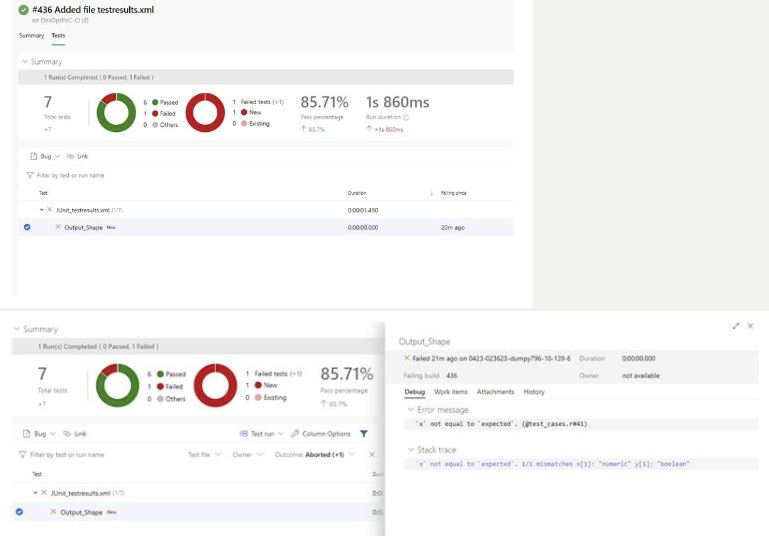 #436 Added file testresults.xml
on DevOpsPoC-CI (2)
Summary Tests
Summary
1 Run(s) Completed ( 0 Passed, 1 Failed )
7
Total tests
+7
6 Passed
1 Failed
0 Others
1 Failed tests (+1)
1 New
0 Existing
85.71%
Pass percentage
↑ 85.7%
1s 860ms
Run duration
↑ +1s 860ms
Bug Link
Filter by test or run name
Test Duration ↓ Failing since
JUnit_testresults.xml (1/7) 0:00:01.490
Output_Shape New 0:00:00.000 20m ago
Summary
1 Run(s) Completed ( 0 Passed, 1 Failed )
7
Total tests
+7
6 Passed
1 Failed
0 Others
1 Failed tests (+1)
1 New
0 Existing
85.71%
Pass percentage
↑ 85.7%
Bug Link Test run Column Options
Filter by test or run name Test file Owner Outcome: Aborted (+1)
Test
JUnit_testresults.xml (1/7) 0:00
Output_Shape New 0:00
Output_Shape
Failed 21m ago on 0423-023623-dumpy796-10-139-6 Duration 0:00:00.000
Failing build 436 Owner not available
Debug Work items Attachments History
Error message
`x` not equal to `expected`. (@test_cases.r#41)
Stack trace
`x` not equal to `expected`. 1/1 mismatches x[1]: "numeric" y[1]: "boolean"